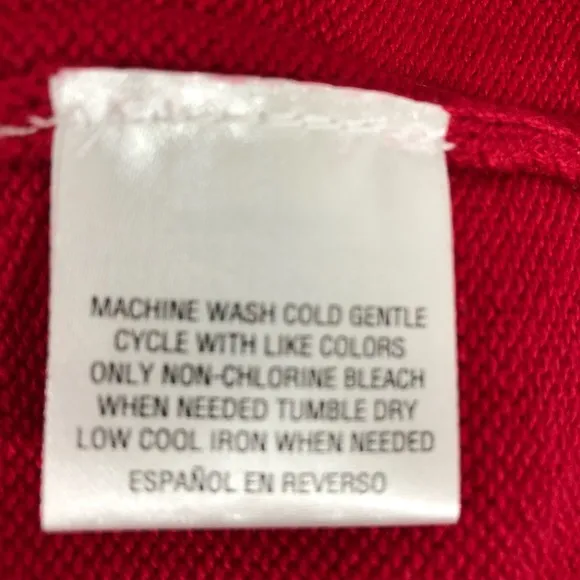 MACHINE WASH COLD GENTLE
CYCLE WITH LIKE COLORS
ONLY NON-CHLORINE BLEACH
WHEN NEEDED TUMBLE DRY
LOW COOL IRON WHEN NEEDED
ESPAÑOL EN REVERSO